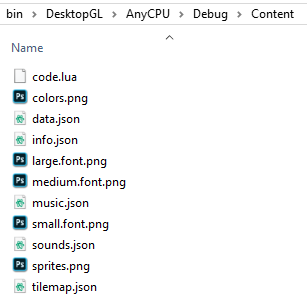 bin > DesktopGL > AnyCPU > Debug > Content
Name
code.lua
colors.png
data.json
info.json
large.font.png
medium.font.png
music.json
small.font.png
sounds.json
sprites.png
tilemap.json